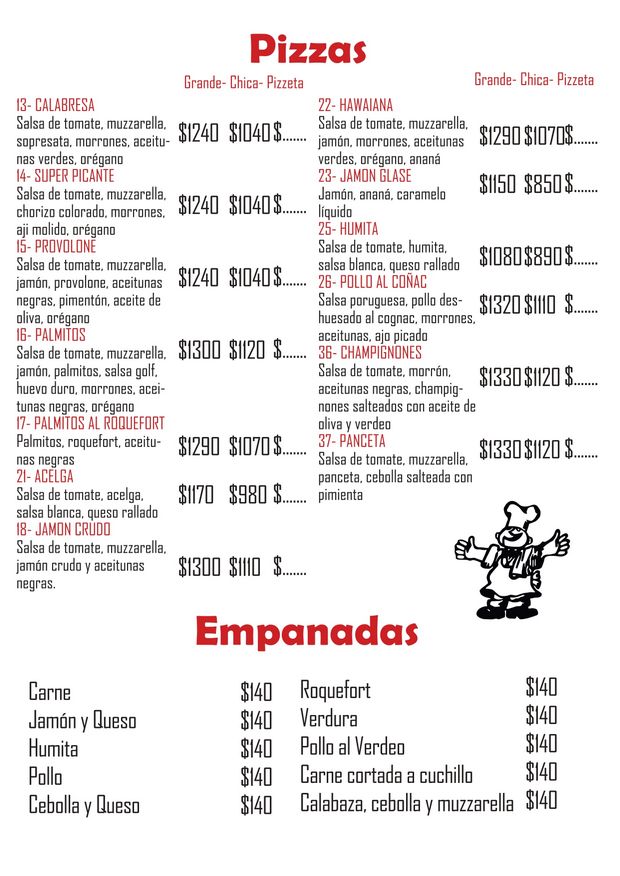 Pizzas
Grande- Chica- Pizzeta
13- CALABRESA
Salsa de tomate, muzzarella,
sopresata, morrones, aceitu-
nas verdes, orégano
$1240 $1040 $.......
14- SUPER PICANTE
Salsa de tomate, muzzarella,
chorizo colorado, morrones,
aji molido, orégano
$1240 $1040 $.......
15- PROVOLONE
Salsa de tomate, muzzarella,
jamón, provolone, aceitunas
negras, pimentón, aceite de
oliva, orégano
$1240 $1040 $.......
16- PALMITOS
Salsa de tomate, muzzarella,
jamón, palmitos, salsa golf,
huevo duro, morrones, acei-
tunas negras, orégano
$1300 $1120 $.......
17- PALMITOS AL ROQUEFORT
Palmitos, roquefort, aceitu-
nas negras
$1290 $1070 $.......
21- ACELGA
Salsa de tomate, acelga,
salsa blanca, queso rallado
$1170 $980 $.......
18- JAMON CRUDO
Salsa de tomate, muzzarella,
jamón crudo y aceitunas
negras.
$1300 $1110 $.......
Grande- Chica- Pizzeta
22- HAWAIANA
Salsa de tomate, muzzarella,
jamón, morrones, aceitunas
verdes, orégano, ananá
$1290 $1070 $.......
23- JAMON GLASE
Jamón, ananá, caramelo
líquido
$1150 $850 $.......
25- HUMITA
Salsa de tomate, humita,
salsa blanca, queso rallado
$1080 $890 $.......
26- POLLO AL COÑAC
Salsa poruguesa, pollo des-
huesado al cognac, morrones,
aceitunas, ajo picado
$1320 $1110 $.......
36- CHAMPIGNONES
Salsa de tomate, morrón,
aceitunas negras, champig-
nones salteados con aceite de
oliva y verdeo
$1330 $1120 $.......
37- PANCETA
Salsa de tomate, muzzarella,
panceta, cebolla salteada con
pimienta
$1330 $1120 $.......
Empanadas
Carne $140
Jamón y Queso $140
Humita $140
Pollo $140
Cebolla y Queso $140
Roquefort $140
Verdura $140
Pollo al Verdeo $140
Carne cortada a cuchillo $140
Calabaza, cebolla y muzzarella $140